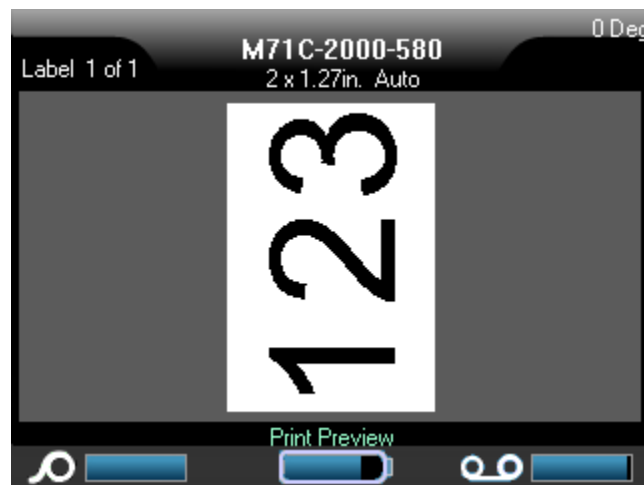 0 Deg
M71C-2000-580
Label 1 of 1
2 x 1.27in. Auto
123
Print Preview